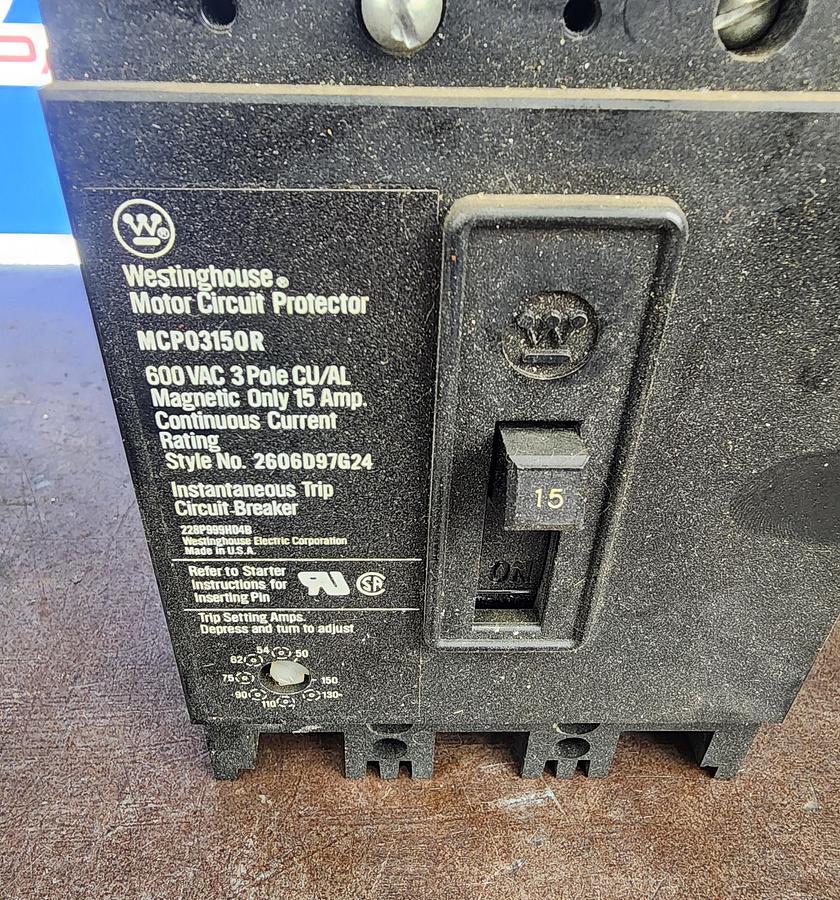 W®
Westinghouse®
Motor Circuit Protector
MCP03150R
600 VAC 3 Pole CU/AL
Magnetic Only 15 Amp.
Continuous Current
Rating
Style No. 2606D97G24
Instantaneous Trip
Circuit-Breaker
228P999H04B
Westinghouse Electric Corporation
Made in U.S.A.
Refer to Starter
Instructions for
Inserting Pin
Trip Setting Amps.
Depress and turn to adjust
54 50
62
75 150
90 130
110
W
15
ON